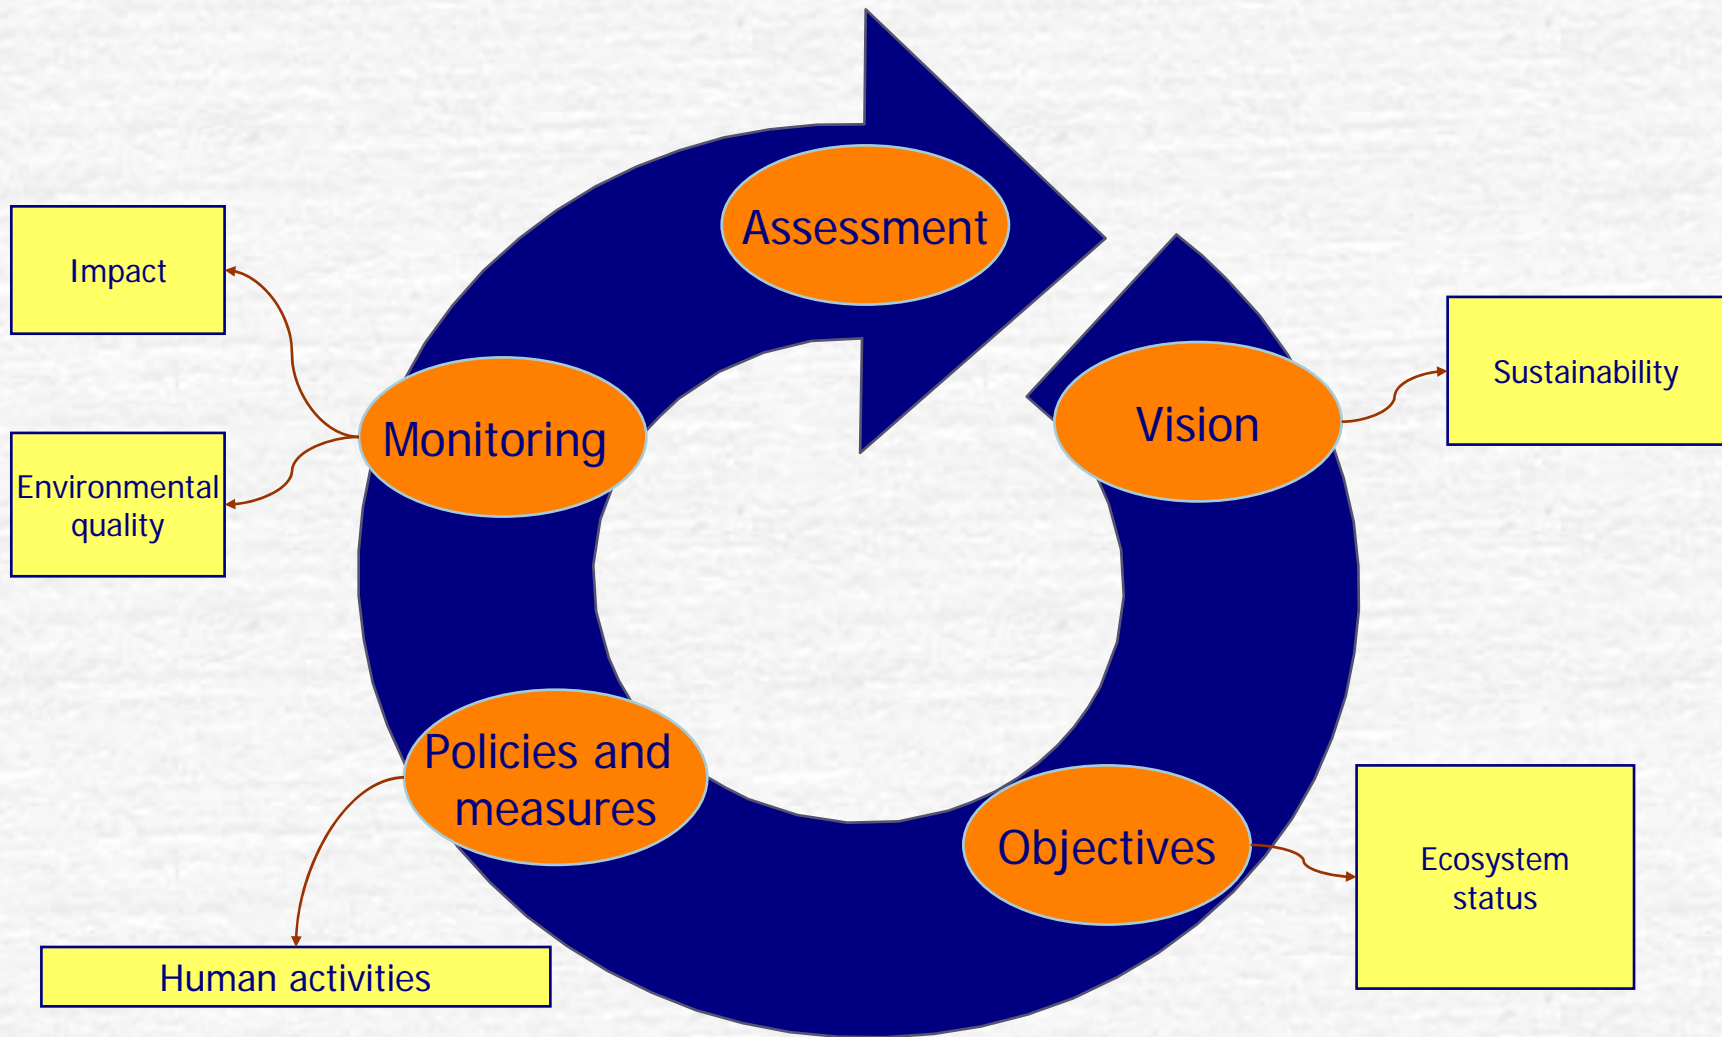 Assessment
Impact
Sustainability
Vision
Monitoring
Environmental
quality
Policies and
measures
Objectives
Ecosystem
status
Human activities